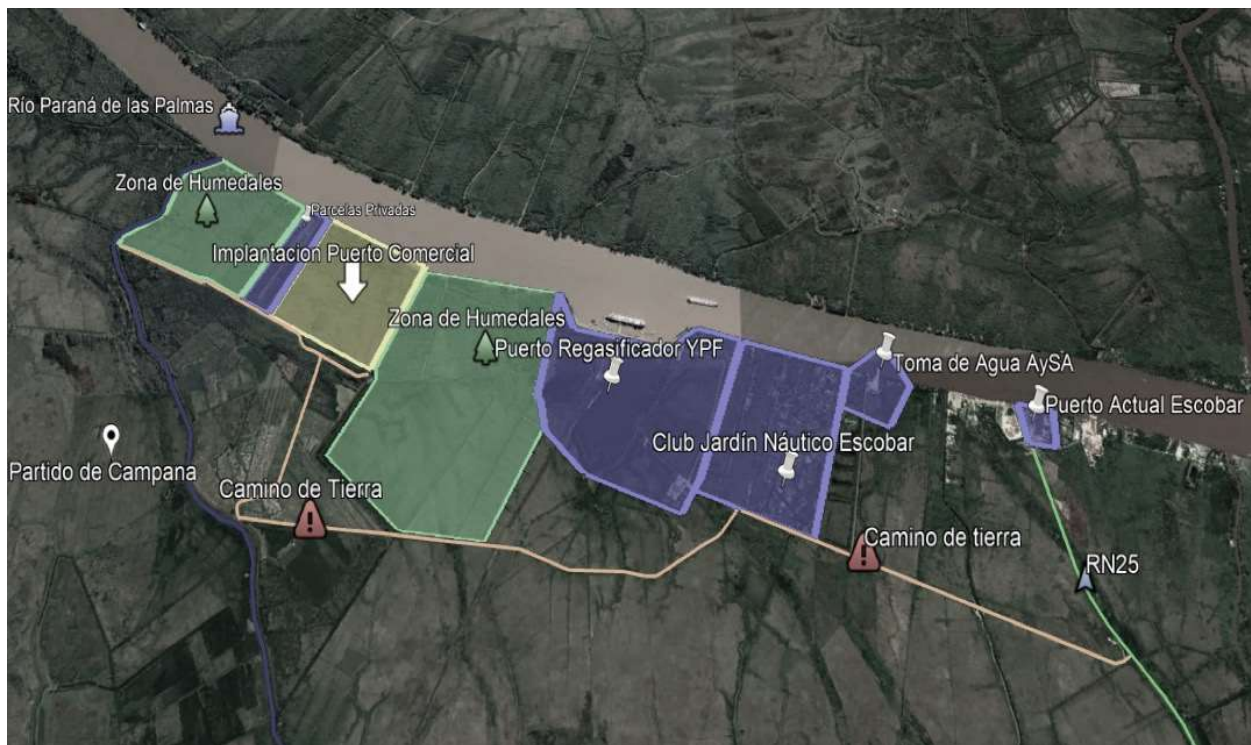 Río Paraná de las Palmas
Zona de Humedales
Parcelas Privadas
Implantacion Puerto Comercial
Zona de Humedales
Puerto Regasificador YPF
Toma de Agua AySA
Puerto Actual Escobar
Club Jardín Náutico Escobar
Partido de Campana
Camino de Tierra
Camino de tierra
RN25